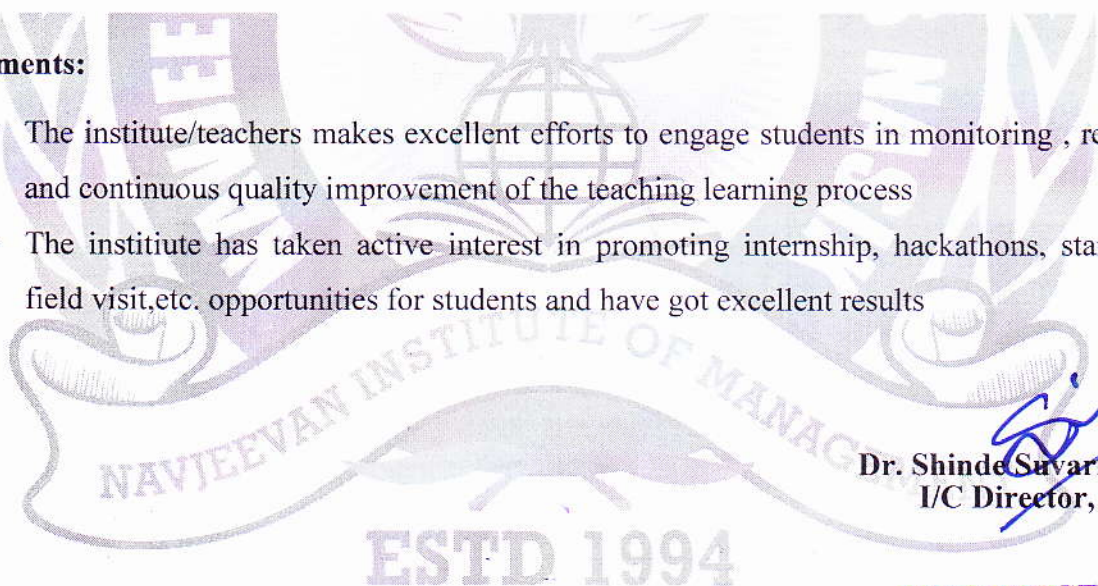 ments:
The institute/teachers makes excellent efforts to engage students in monitoring , re
and continuous quality improvement of the teaching learning process
The institiute has taken active interest in promoting internship, hackathons, sta
field visit,etc. opportunities for students and have got excellent results
NAVJEEVAN INSTITUTE OF MANAGEMENT
Dr. Shinde Suvar
I/C Director,
ESTD 1994